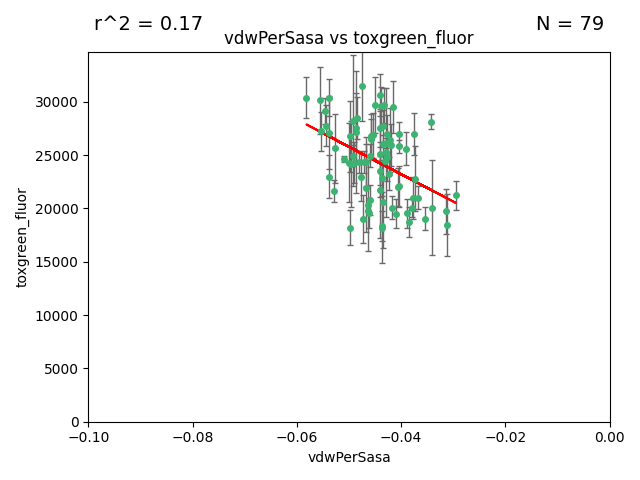 r^2 = 0.17
N = 79
vdwPerSasa vs toxgreen_fluor
30000
25000
20000
15000
10000
5000
0
toxgreen_fluor
−0.10
−0.08
−0.06
−0.04
−0.02
0.00
vdwPerSasa